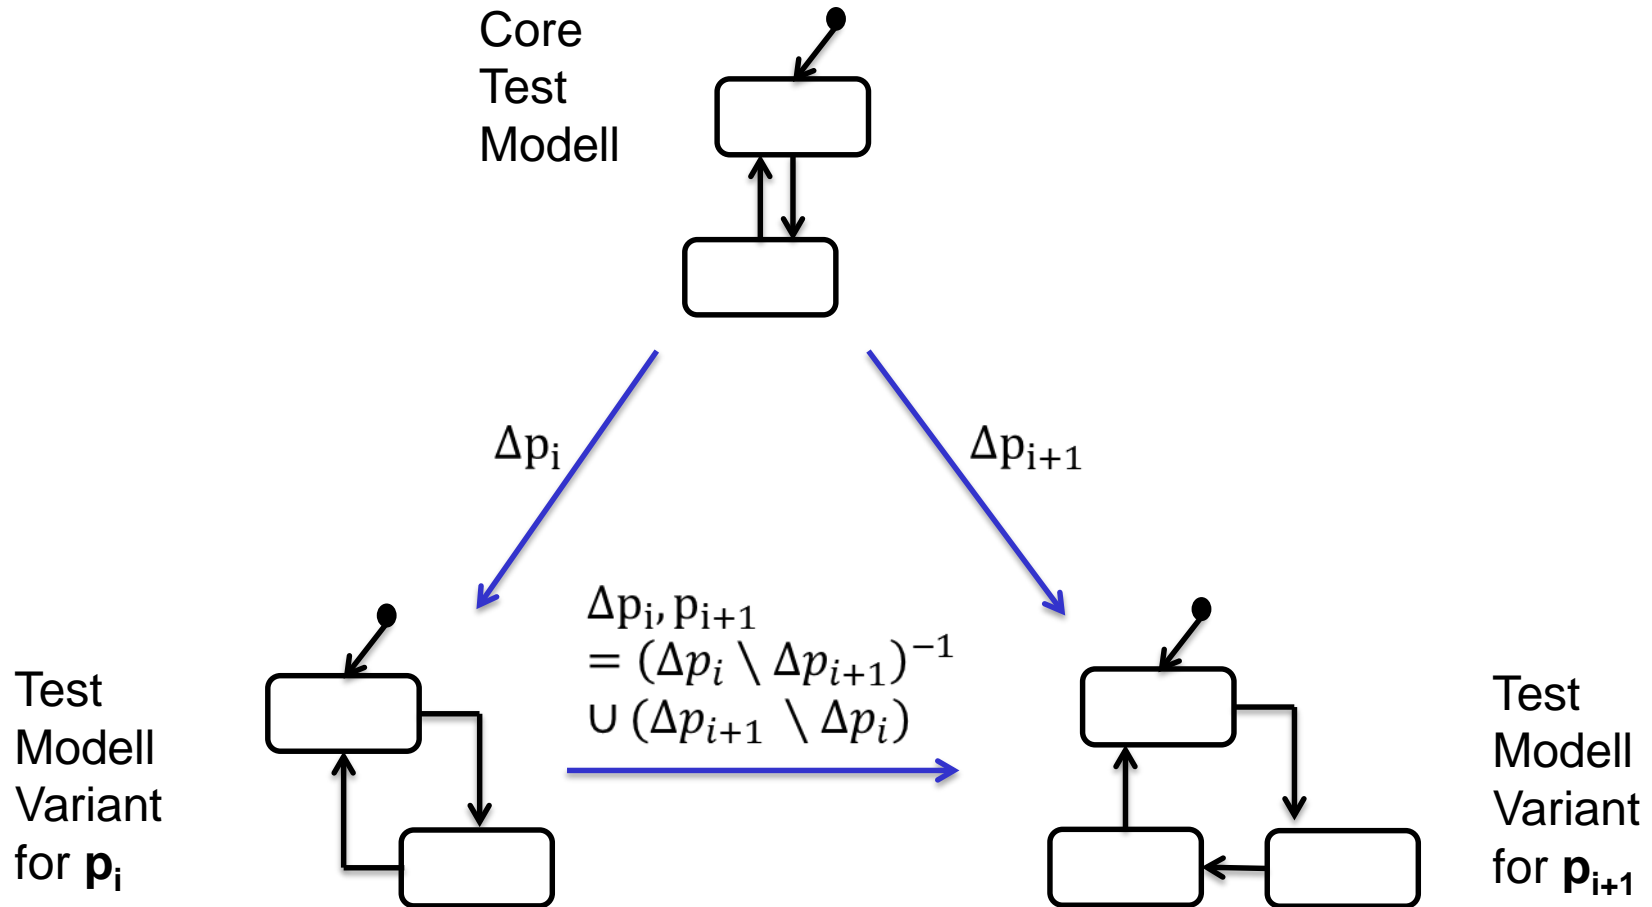 Core
Test
Modell
Δpᵢ
Δpᵢ₊₁
Δpᵢ, pᵢ₊₁
= (Δpᵢ \ Δpᵢ₊₁)⁻¹
∪ (Δpᵢ₊₁ \ Δpᵢ)
Test
Modell
Variant
for pᵢ
Test
Modell
Variant
for pᵢ₊₁